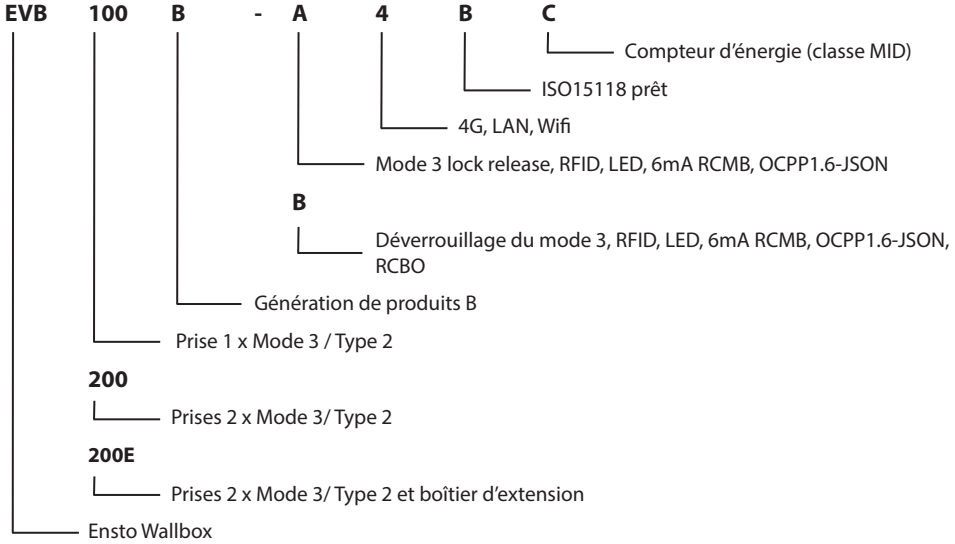 EVB 100 B - A 4 B C
Compteur d'énergie (classe MID)
ISO15118 prêt
4G, LAN, Wifi
Mode 3 lock release, RFID, LED, 6mA RCMB, OCPP1.6-JSON
B
Déverrouillage du mode 3, RFID, LED, 6mA RCMB, OCPP1.6-JSON,
RCBO
Génération de produits B
Prise 1 x Mode 3 / Type 2
200
Prises 2 x Mode 3/ Type 2
200E
Prises 2 x Mode 3/ Type 2 et boîtier d'extension
Ensto Wallbox